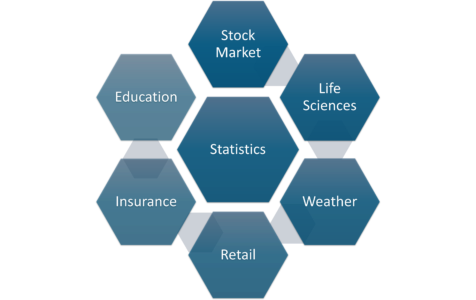 Stock
Market
Life
Sciences
Education
Statistics
Insurance
Weather
Retail